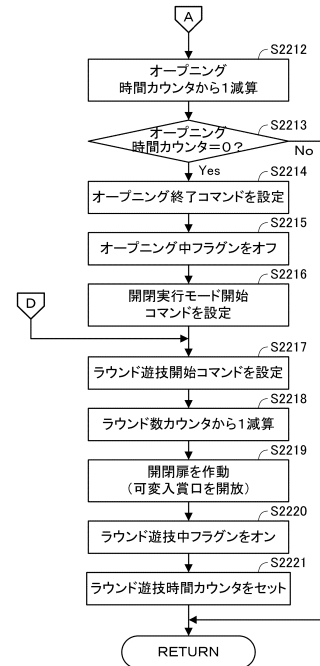 A
S2212
オープニング
時間カウンタから1減算
S2213
オープニング
時間カウンタ=0?
No
Yes
S2214
オープニング終了コマンドを設定
S2215
オープニング中フラグンをオフ
S2216
開閉実行モード開始
コマンドを設定
D
S2217
ラウンド遊技開始コマンドを設定
S2218
ラウンド数カウンタから1減算
S2219
開閉扉を作動
(可変入賞口を開放)
S2220
ラウンド遊技中フラグンをオン
S2221
ラウンド遊技時間カウンタをセット
RETURN